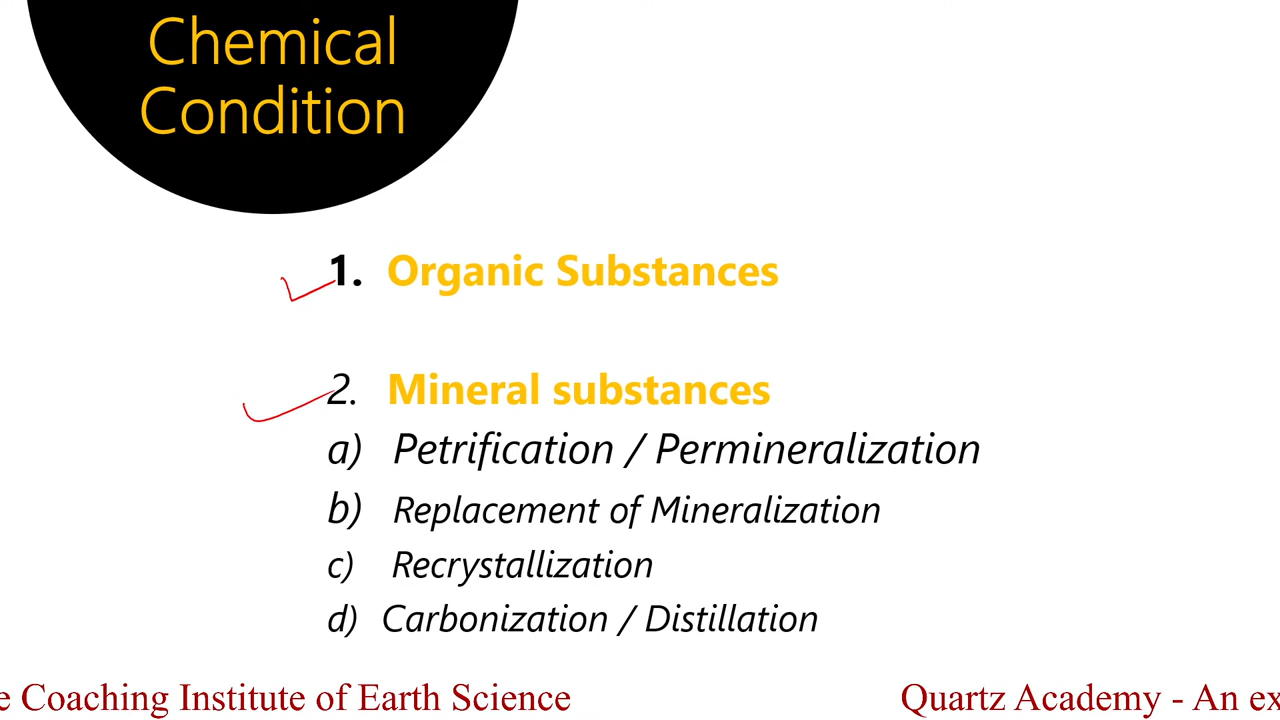 Chemical
Condition
1. Organic Substances
2. Mineral substances
a) Petrification / Permineralization
b) Replacement of Mineralization
c) Recrystallization
d) Carbonization / Distillation
e Coaching Institute of Earth Science Quartz Academy - An ex